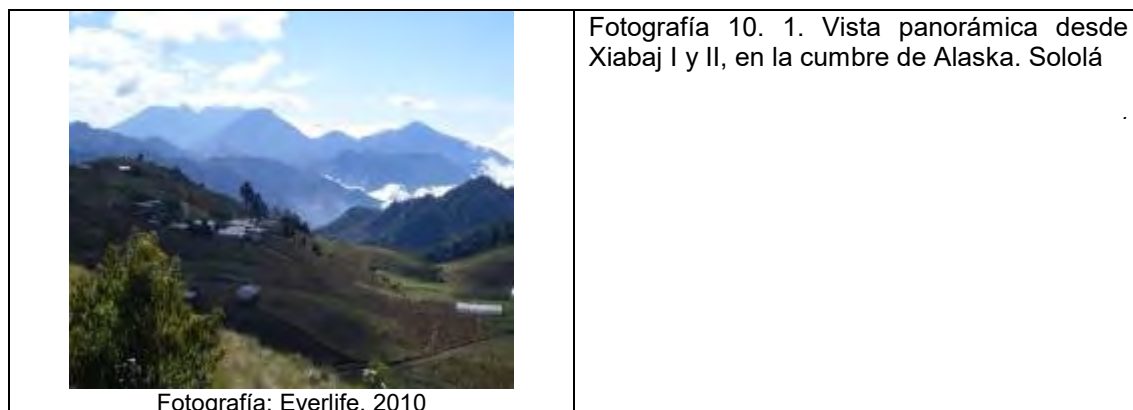 Fotografía 10. 1. Vista panorámica desde
Xiabaj I y II, en la cumbre de Alaska. Sololá
.
Fotografía: Everlife, 2010